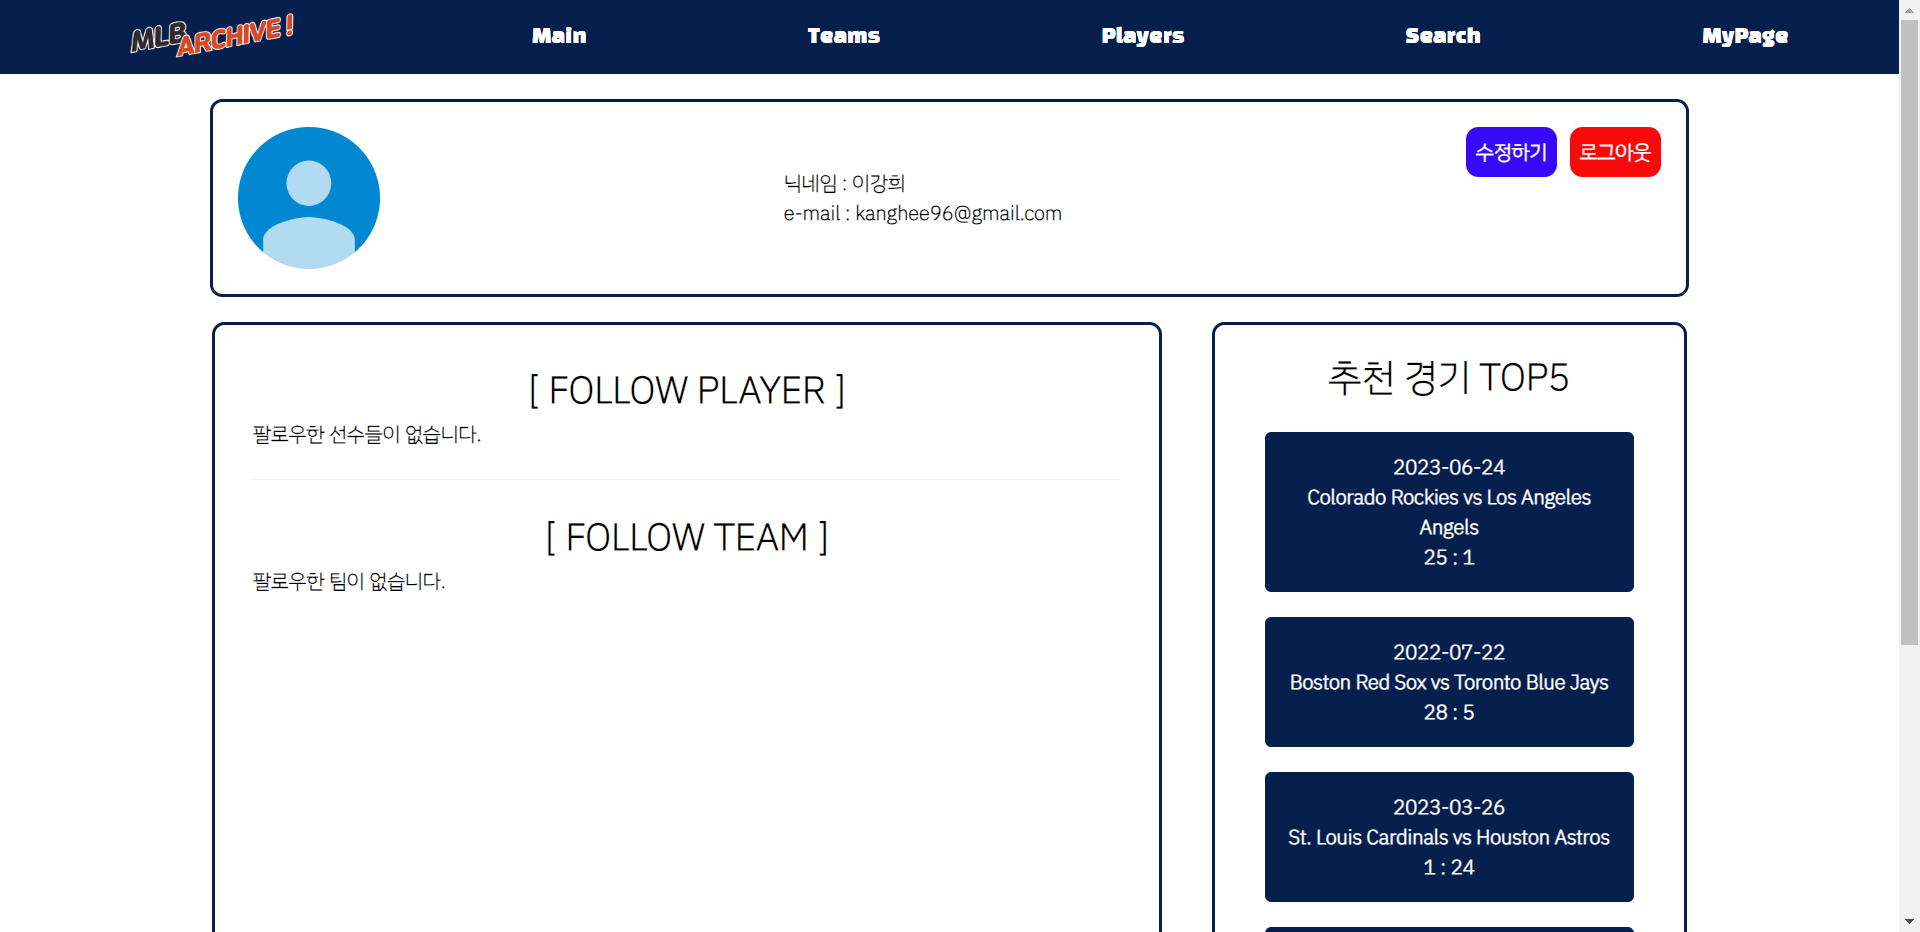 MLB ARCHIVE!
Main
Teams
Players
Search
MyPage
수정하기
로그아웃
닉네임 : 이강희
e-mail : kanghee96@gmail.com
[ FOLLOW PLAYER ]
팔로우한 선수들이 없습니다.
[ FOLLOW TEAM ]
팔로우한 팀이 없습니다.
추천 경기 TOP5
2023-06-24
Colorado Rockies vs Los Angeles
Angels
25 : 1
2022-07-22
Boston Red Sox vs Toronto Blue Jays
28 : 5
2023-03-26
St. Louis Cardinals vs Houston Astros
1 : 24